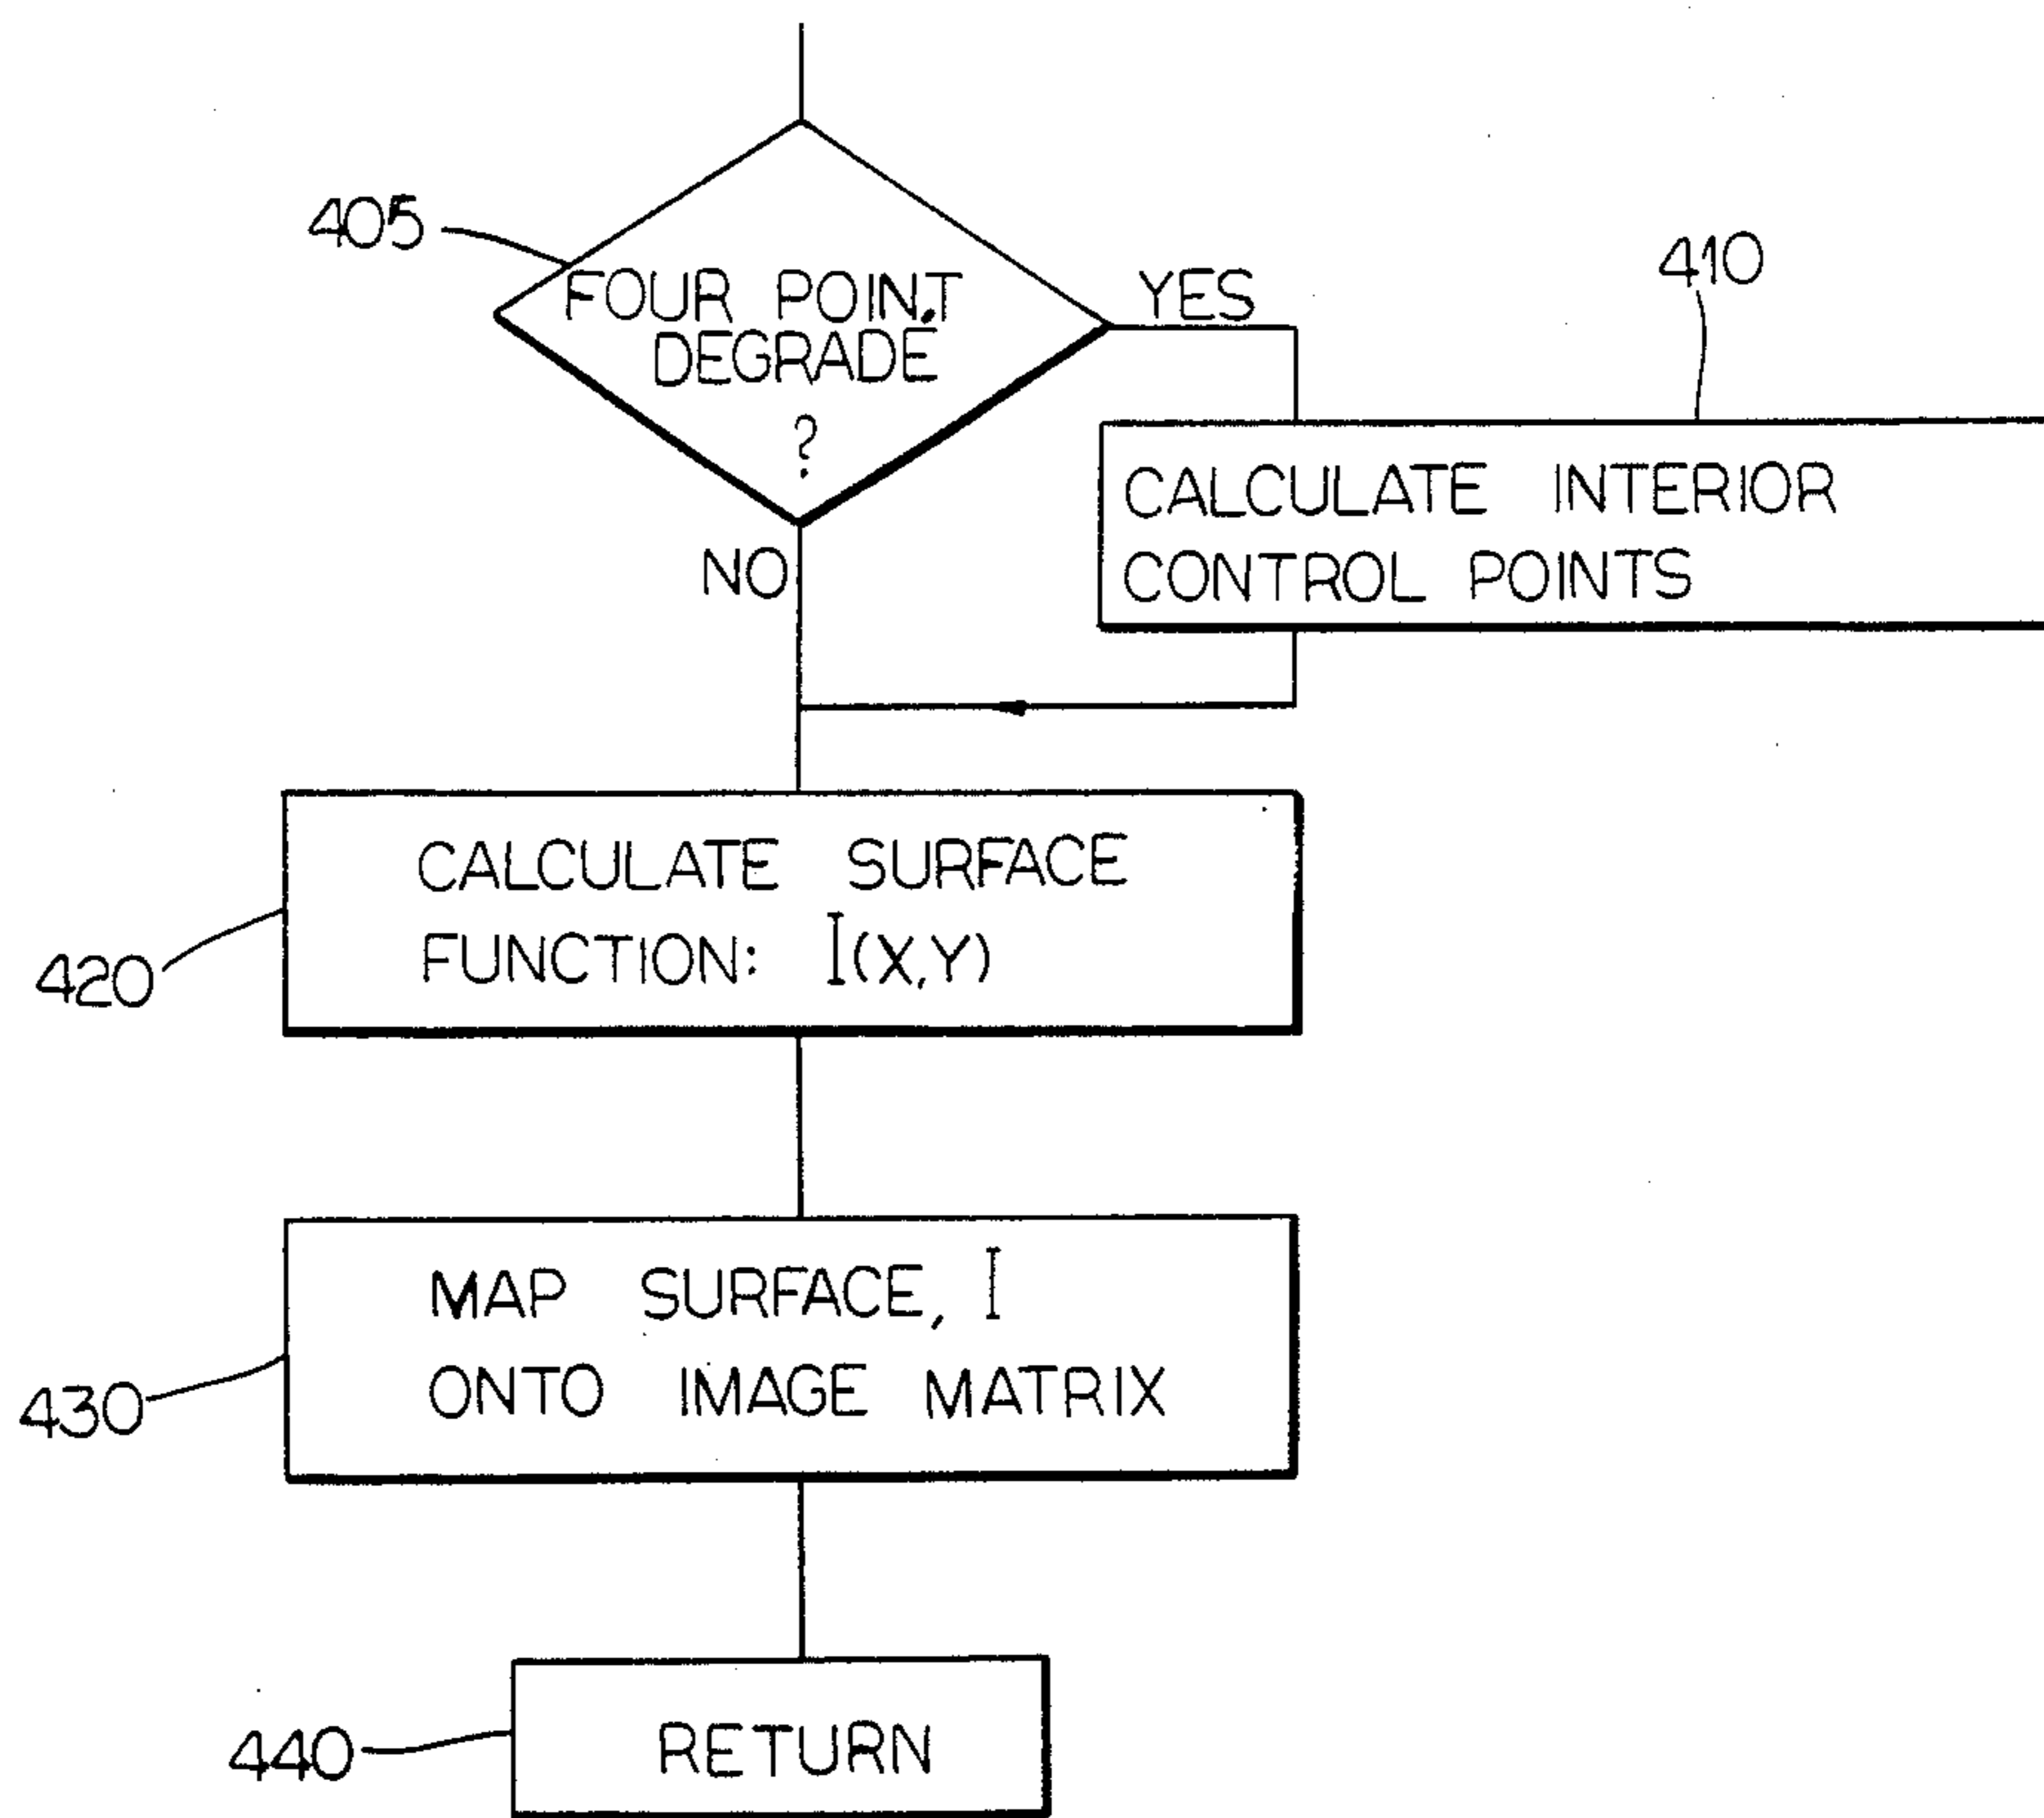 405
FOUR POINT
DEGRADE
?
YES
410
CALCULATE INTERIOR
CONTROL POINTS
NO
CALCULATE SURFACE
FUNCTION: I(X,Y)
420
MAP SURFACE, I
ONTO IMAGE MATRIX
430
440
RETURN